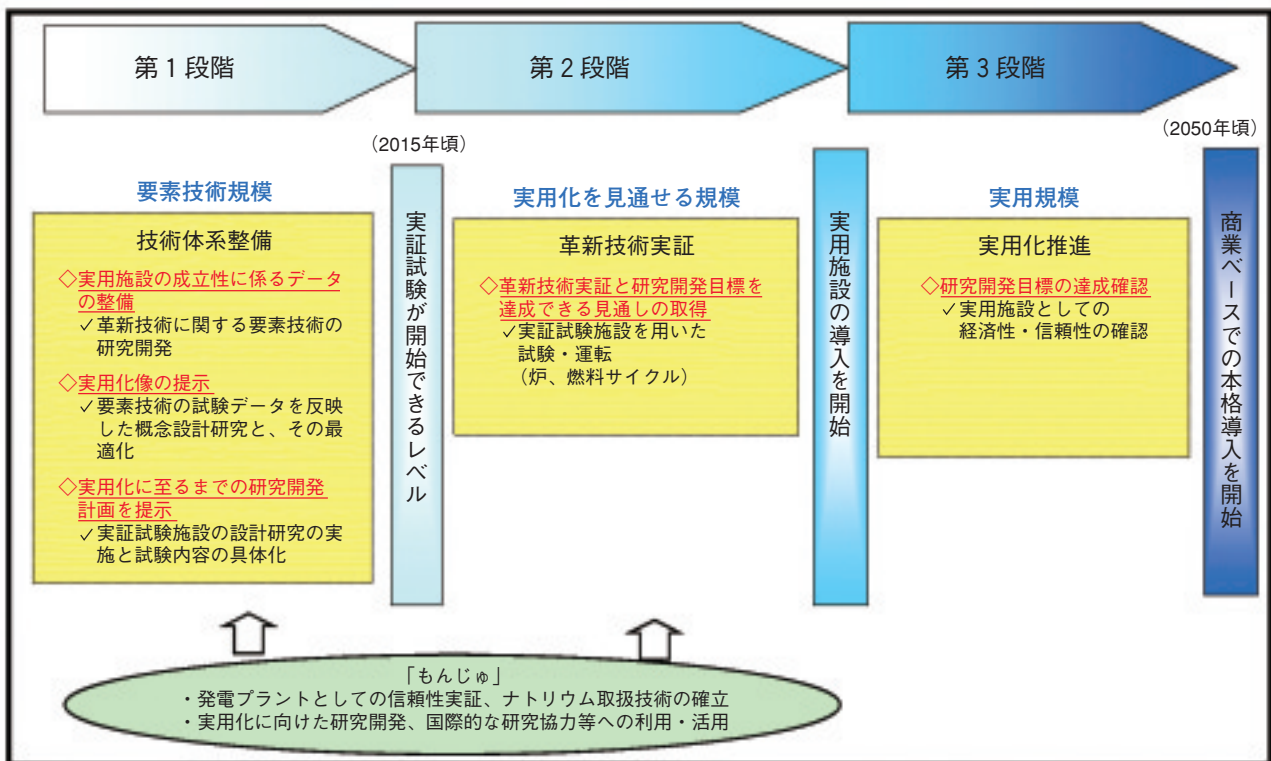 第1段階
第2段階
第3段階
(2015年頃)
(2050年頃)
要素技術規模
技術体系整備
◇実用施設の成立性に係るデータ
の整備
✓革新技術に関する要素技術の
研究開発
◇実用化像の提示
✓要素技術の試験データを反映
した概念設計研究と、その最
適化
◇実用化に至るまでの研究開発
計画を提示
✓実証試験施設の設計研究の実
施と試験内容の具体化
実証試験が開始できるレベル
実用化を見通せる規模
革新技術実証
◇革新技術実証と研究開発目標を
達成できる見通しの取得
✓実証試験施設を用いた
試験・運転
(炉、燃料サイクル)
実用施設の導入を開始
実用規模
実用化推進
◇研究開発目標の達成確認
✓実用施設としての
経済性・信頼性の確認
商業ベースでの本格導入を開始
「もんじゅ」
・発電プラントとしての信頼性実証、ナトリウム取扱技術の確立
・実用化に向けた研究開発、国際的な研究協力等への利用・活用